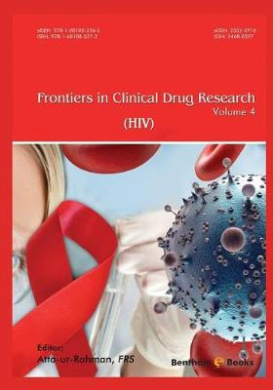 Frontiers in Clinical Drug Research
Volume 4
(HIV)
Editor:
Atta-ur-Rahman, FRS
Bentham e Books